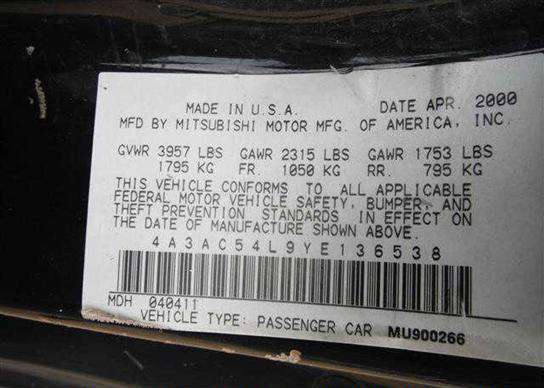 MADE IN U.S.A. DATE APR. 2000
MFD BY MITSUBISHI MOTOR MFG. OF AMERICA, INC.
GVWR 3957 LBS GAWR 2315 LBS GAWR 1753 LBS
1795 KG FR. 1050 KG RR. 795 KG
THIS VEHICLE CONFORMS TO ALL APPLICABLE
FEDERAL MOTOR VEHICLE SAFETY, BUMPER, AND
THEFT PREVENTION STANDARDS IN EFFECT ON
THE DATE OF MANUFACTURE SHOWN ABOVE.
4A3AC54L9YE136538
MDH 040411
VEHICLE TYPE: PASSENGER CAR MU900266